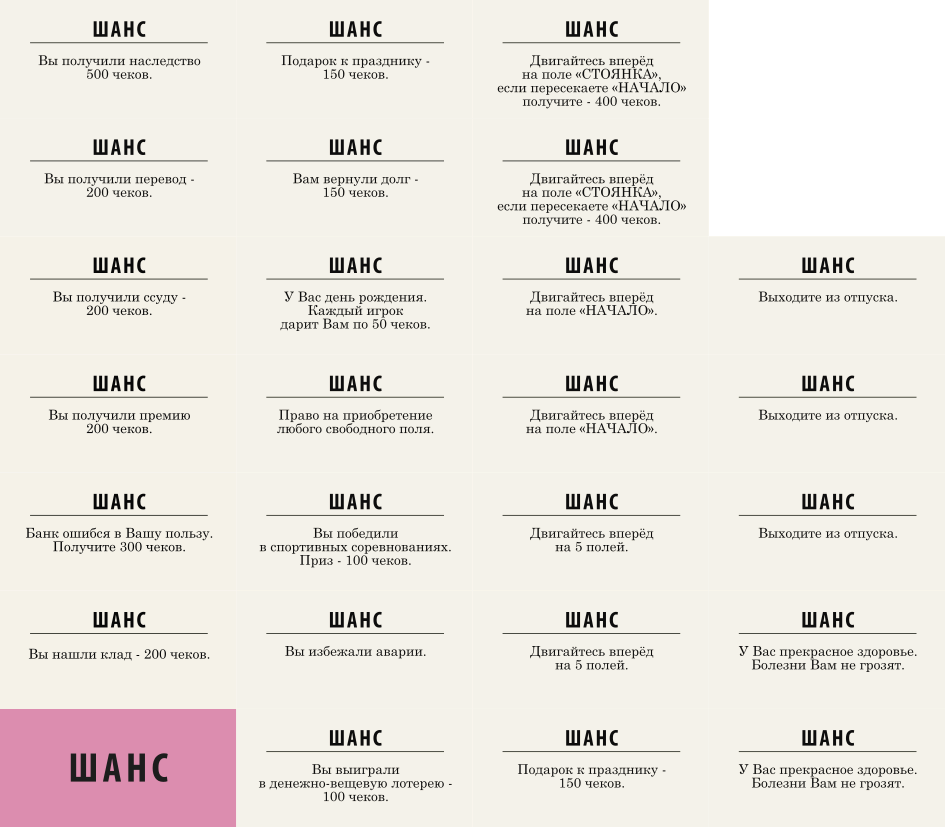 ШАНС
Вы получили наследство
500 чеков.
ШАНС
Подарок к празднику -
150 чеков.
ШАНС
Двигайтесь вперёд
на поле «СТОЯНКА»,
если пересекаете «НАЧАЛО»
получите - 400 чеков.
ШАНС
Вы получили перевод -
200 чеков.
ШАНС
Вам вернули долг -
150 чеков.
ШАНС
Двигайтесь вперёд
на поле «СТОЯНКА»,
если пересекаете «НАЧАЛО»
получите - 400 чеков.
ШАНС
Вы получили ссуду -
200 чеков.
ШАНС
У Вас день рождения.
Каждый игрок
дарит Вам по 50 чеков.
ШАНС
Двигайтесь вперёд
на поле «НАЧАЛО».
ШАНС
Выходите из отпуска.
ШАНС
Вы получили премию
200 чеков.
ШАНС
Право на приобретение
любого свободного поля.
ШАНС
Двигайтесь вперёд
на поле «НАЧАЛО».
ШАНС
Выходите из отпуска.
ШАНС
Банк ошибся в Вашу пользу.
Получите 300 чеков.
ШАНС
Вы победили
в спортивных соревнованиях.
Приз - 100 чеков.
ШАНС
Двигайтесь вперёд
на 5 полей.
ШАНС
Выходите из отпуска.
ШАНС
Вы нашли клад - 200 чеков.
ШАНС
Вы избежали аварии.
ШАНС
Двигайтесь вперёд
на 5 полей.
ШАНС
У Вас прекрасное здоровье.
Болезни Вам не грозят.
ШАНС
ШАНС
Вы выиграли
в денежно-вещевую лотерею -
100 чеков.
ШАНС
Подарок к празднику -
150 чеков.
ШАНС
У Вас прекрасное здоровье.
Болезни Вам не грозят.